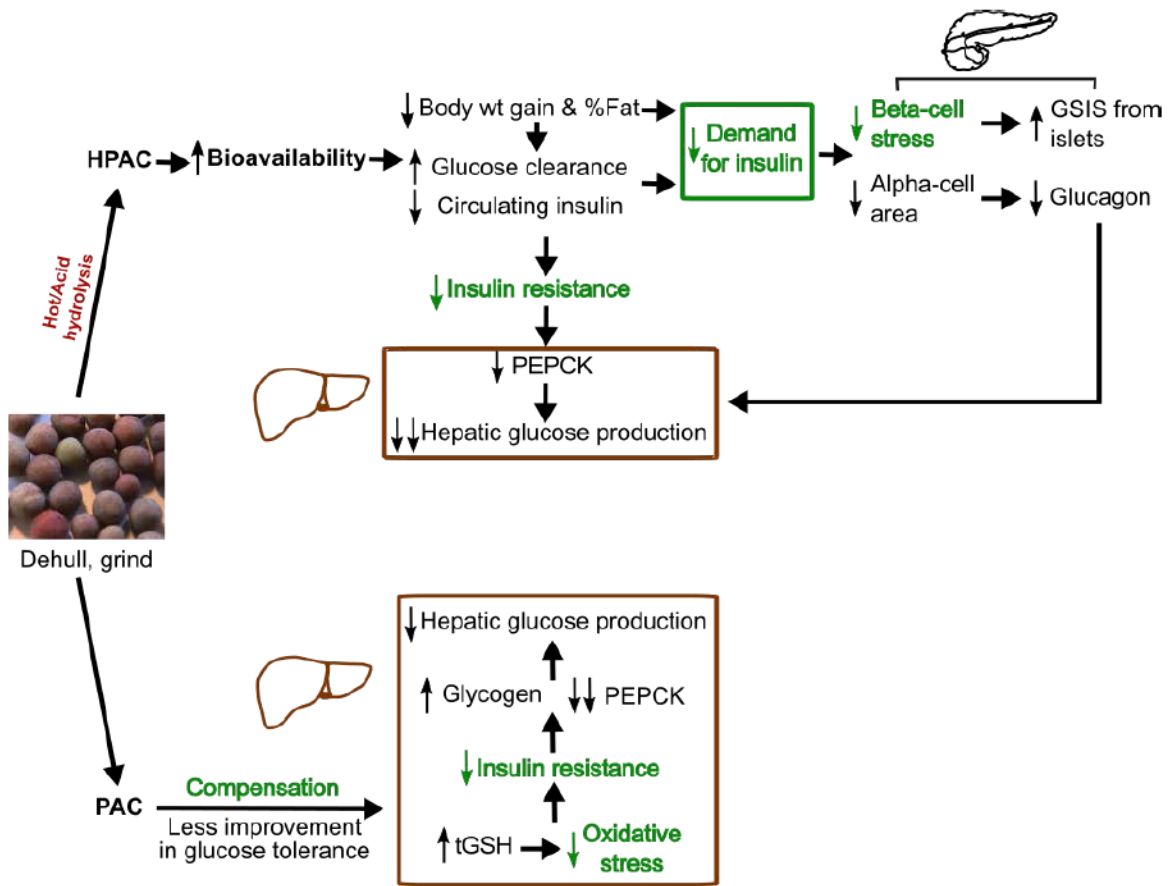 ↓ Body wt gain & %Fat
HPAC
↑ Bioavailability
↑ Glucose clearance
↓ Circulating insulin
↓ Demand
for insulin
↓ Beta-cell
stress
↑ GSIS from
islets
↓ Alpha-cell
area
↓ Glucagon
Hot/Acid
hydrolysis
↓ Insulin resistance
↓ PEPCK
↓↓ Hepatic glucose production
Dehull, grind
PAC
Compensation
Less improvement
in glucose tolerance
↓ Hepatic glucose production
↑ Glycogen ↓↓ PEPCK
↓ Insulin resistance
↑ tGSH
↓ Oxidative
stress